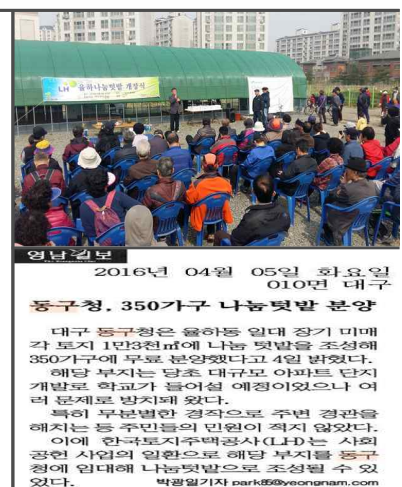 LH 율하나눔텃밭 개장식
영남일보
2016년 04월 05일 화요일
010면 대구
동구청, 350가구 나눔텃밭 분양
대구 동구청은 율하동 일대 장기 미매
각 토지 1만3천㎡에 나눔 텃밭을 조성해
350가구에 무료 분양했다고 4일 밝혔다.
해당 부지는 당초 대규모 아파트 단지
개발로 학교가 들어설 예정이었으나 여
러 문제로 방치돼 왔다.
특히 무분별한 경작으로 주변 경관을
해치는 등 주민들의 민원이 적지 않았다.
이에 한국토지주택공사(LH)는 사회
공헌 사업의 일환으로 해당 부지를 동구
청에 임대해 나눔텃밭으로 조성될 수 있
었다. 박광일기자 park85@yeongnam.com